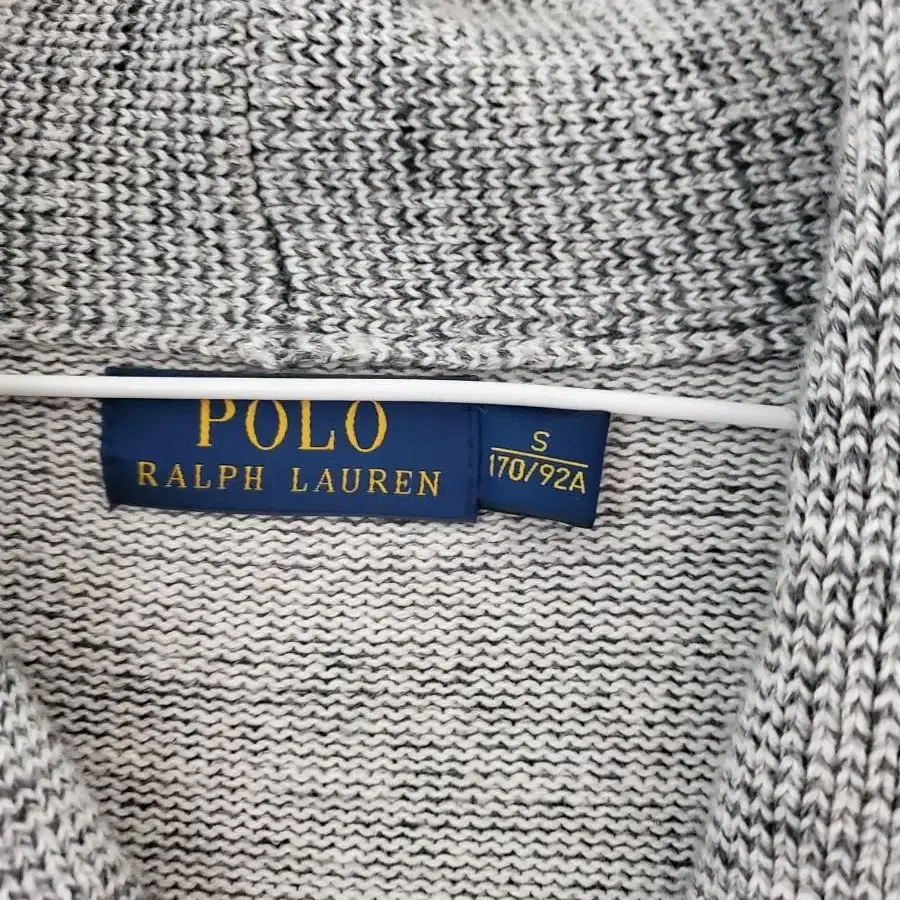 POLO
RALPH LAUREN
S
170/92A